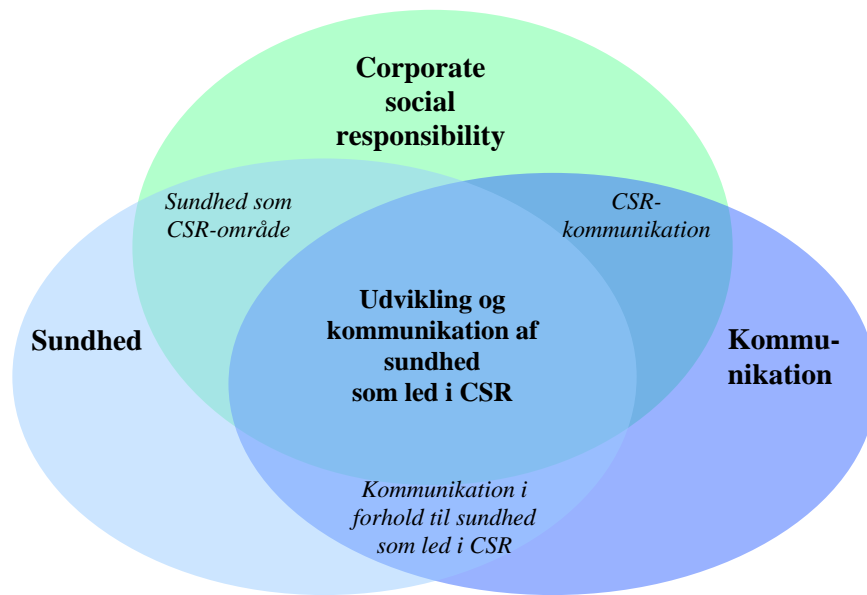 Corporate
social
responsibility
Sundhed som
CSR-område
CSR-
kommunikation
Udvikling og
kommunikation af
sundhed
som led i CSR
Sundhed
Kommu-
nikation
Kommunikation i
forhold til sundhed
som led i CSR